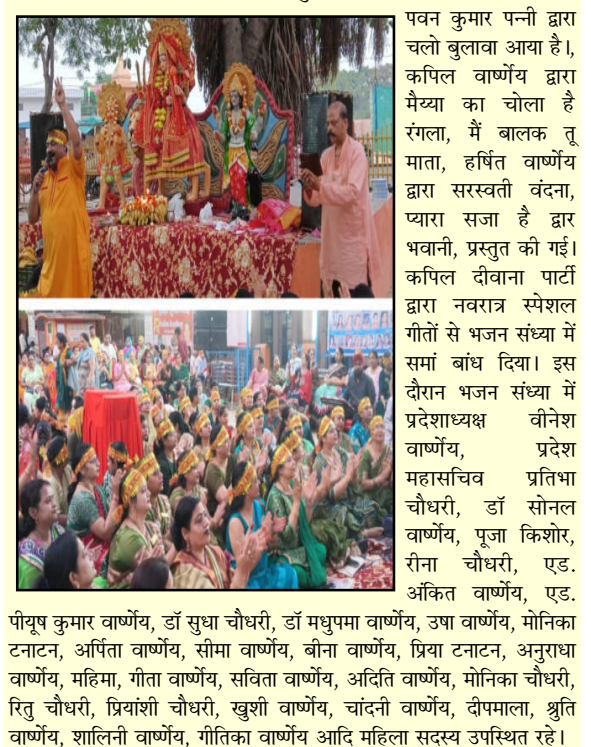 पवन कुमार पन्नी द्वारा
चलो बुलावा आया है।,
कपिल वार्ष्णेय द्वारा
मैय्या का चोला है
रंगला, मैं बालक तू
माता, हर्षित वार्ष्णेय
द्वारा सरस्वती वंदना,
प्यारा सजा है द्वार
भवानी, प्रस्तुत की गई।
कपिल दीवाना पार्टी
द्वारा नवरात्र स्पेशल
गीतों से भजन संध्या में
समां बांध दिया। इस
दौरान भजन संध्या में
प्रदेशाध्यक्ष वीनेश
वार्ष्णेय, प्रदेश
महासचिव प्रतिभा
चौधरी, डॉ सोनल
वार्ष्णेय, पूजा किशोर,
रीना चौधरी, एड.
अंकित वार्ष्णेय, एड.
पीयूष कुमार वार्ष्णेय, डॉ सुधा चौधरी, डॉ मधुपमा वार्ष्णेय, उषा वार्ष्णेय, मोनिका
टनाटन, अर्पिता वार्ष्णेय, सीमा वार्ष्णेय, बीना वार्ष्णेय, प्रिया टनाटन, अनुराधा
वार्ष्णेय, महिमा, गीता वार्ष्णेय, सविता वार्ष्णेय, अदिति वार्ष्णेय, मोनिका चौधरी,
रितु चौधरी, प्रियांशी चौधरी, खुशी वार्ष्णेय, चांदनी वार्ष्णेय, दीपमाला, श्रुति
वार्ष्णेय, शालिनी वार्ष्णेय, गीतिका वार्ष्णेय आदि महिला सदस्य उपस्थित रहे।